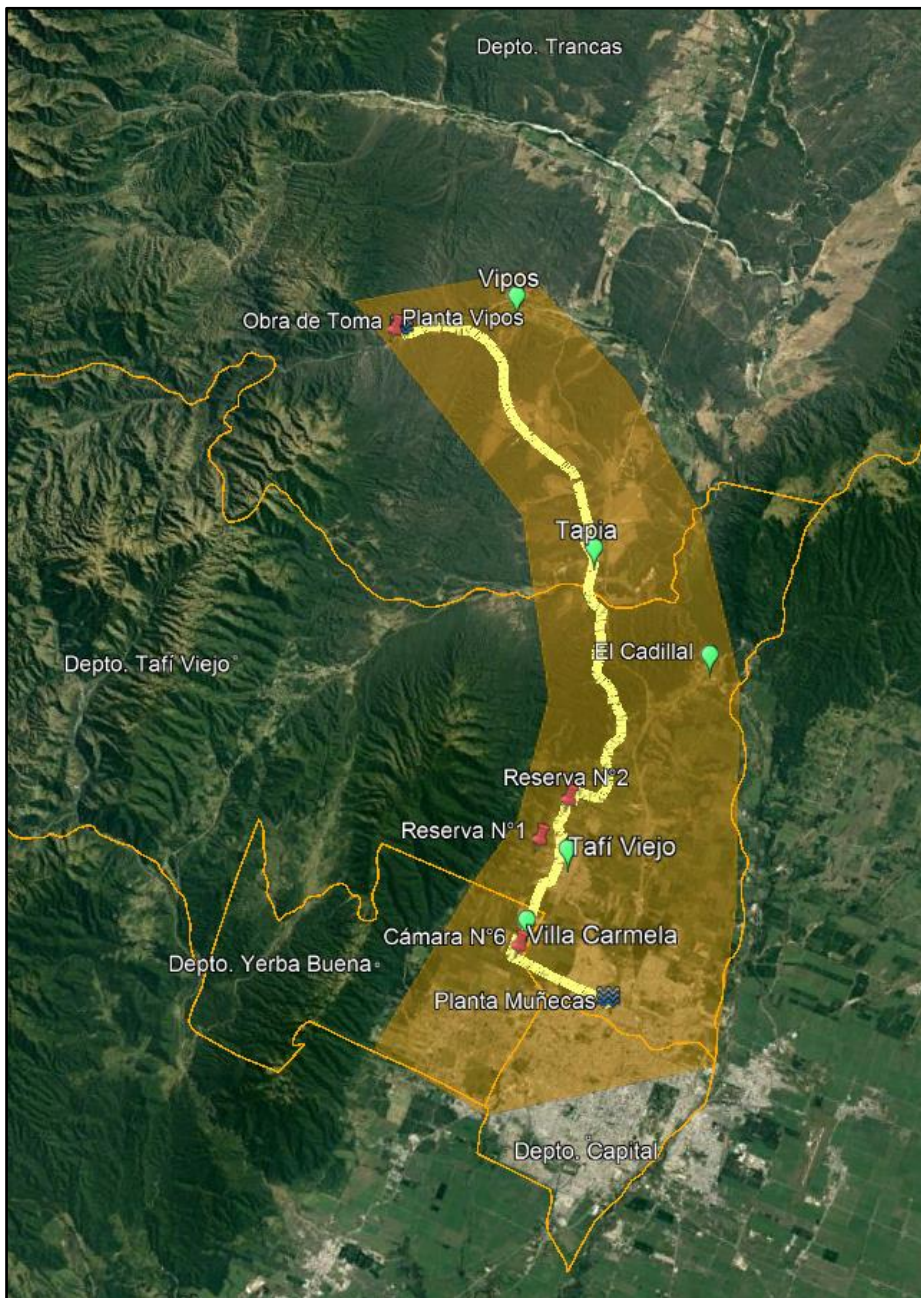 Depto. Trancas
Vipos
Obra de Toma
Planta Vipos
Tapia
El Cadillal
Depto. Tafí Viejo
Reserva N°2
Reserva N°1
Tafí Viejo
Cámara N°6
Villa Carmela
Depto. Yerba Buena
Planta Muñecas
Depto. Capital